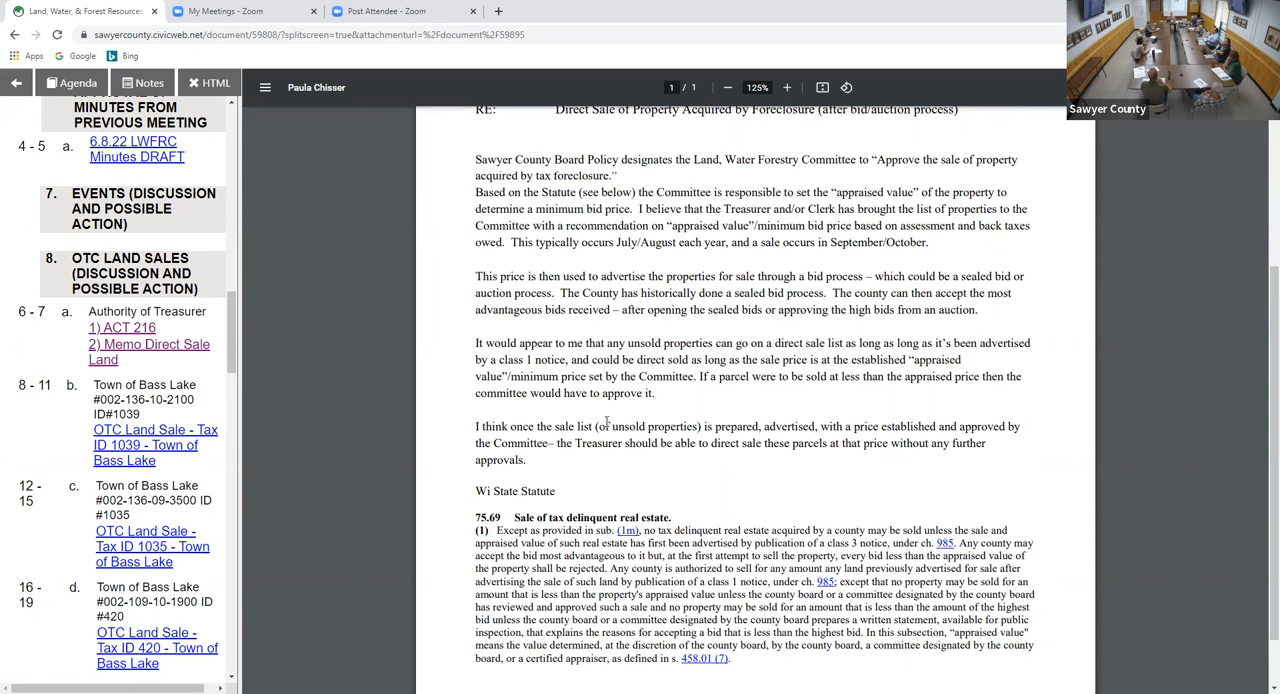 Land, Water, & Forest Resources
My Meetings - Zoom
Post Attendee - Zoom
sawyercounty.civicweb.net/document/59808/?splitscreen=true&attachmenturl=%2Fdocument%2F59895
Apps
Google
Bing
Agenda
Notes
HTML
Paula Chisser
1 / 1
125%
Sawyer County
MINUTES FROM
PREVIOUS MEETING
4 - 5
a.
6.8.22 LWFRC
Minutes DRAFT
7.
EVENTS (DISCUSSION
AND POSSIBLE
ACTION)
8.
OTC LAND SALES
(DISCUSSION AND
POSSIBLE ACTION)
6 - 7
a.
Authority of Treasurer
1) ACT 216
2) Memo Direct Sale
Land
8 - 11
b.
Town of Bass Lake
#002-136-10-2100
ID#1039
OTC Land Sale - Tax
ID 1039 - Town of
Bass Lake
12 -
15
c.
Town of Bass Lake
#002-136-09-3500 ID
#1035
OTC Land Sale -
Tax ID 1035 - Town
of Bass Lake
16 -
19
d.
Town of Bass Lake
#002-109-10-1900 ID
#420
OTC Land Sale -
Tax ID 420 - Town of
Bass Lake
RE: Direct Sale of Property Acquired by Foreclosure (after bid/auction process)
Sawyer County Board Policy designates the Land, Water Forestry Committee to “Approve the sale of property
acquired by tax foreclosure.”
Based on the Statute (see below) the Committee is responsible to set the “appraised value” of the property to
determine a minimum bid price. I believe that the Treasurer and/or Clerk has brought the list of properties to the
Committee with a recommendation on “appraised value”/minimum bid price based on assessment and back taxes
owed. This typically occurs July/August each year, and a sale occurs in September/October.
This price is then used to advertise the properties for sale through a bid process – which could be a sealed bid or
auction process. The County has historically done a sealed bid process. The county can then accept the most
advantageous bids received – after opening the sealed bids or approving the high bids from an auction.
It would appear to me that any unsold properties can go on a direct sale list as long as long as it’s been advertised
by a class 1 notice, and could be direct sold as long as the sale price is at the established “appraised
value”/minimum price set by the Committee. If a parcel were to be sold at less than the appraised price then the
committee would have to approve it.
I think once the sale list (of unsold properties) is prepared, advertised, with a price established and approved by
the Committee– the Treasurer should be able to direct sale these parcels at that price without any further
approvals.
Wi State Statute
75.69 Sale of tax delinquent real estate.
(1) Except as provided in sub. (1m), no tax delinquent real estate acquired by a county may be sold unless the sale and
appraised value of such real estate has first been advertised by publication of a class 3 notice, under ch. 985. Any county may
accept the bid most advantageous to it but, at the first attempt to sell the property, every bid less than the appraised value of
the property shall be rejected. Any county is authorized to sell for any amount any land previously advertised for sale after
advertising the sale of such land by publication of a class 1 notice, under ch. 985; except that no property may be sold for an
amount that is less than the property's appraised value unless the county board or a committee designated by the county board
has reviewed and approved such a sale and no property may be sold for an amount that is less than the amount of the highest
bid unless the county board or a committee designated by the county board prepares a written statement, available for public
inspection, that explains the reasons for accepting a bid that is less than the highest bid. In this subsection, "appraised value"
means the value determined, at the discretion of the county board, by the county board, a committee designated by the county
board, or a certified appraiser, as defined in s. 458.01 (7).